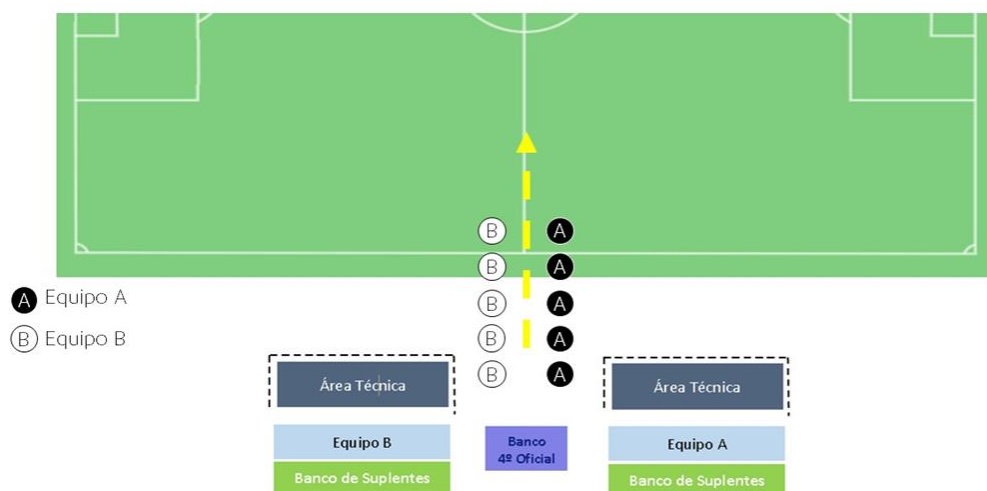 B A
B A
A Equipo A
B A
B Equipo B
B A
B A
Área Técnica
Área Técnica
Equipo B
Banco
4º Oficial
Equipo A
Banco de Suplentes
Banco de Suplentes